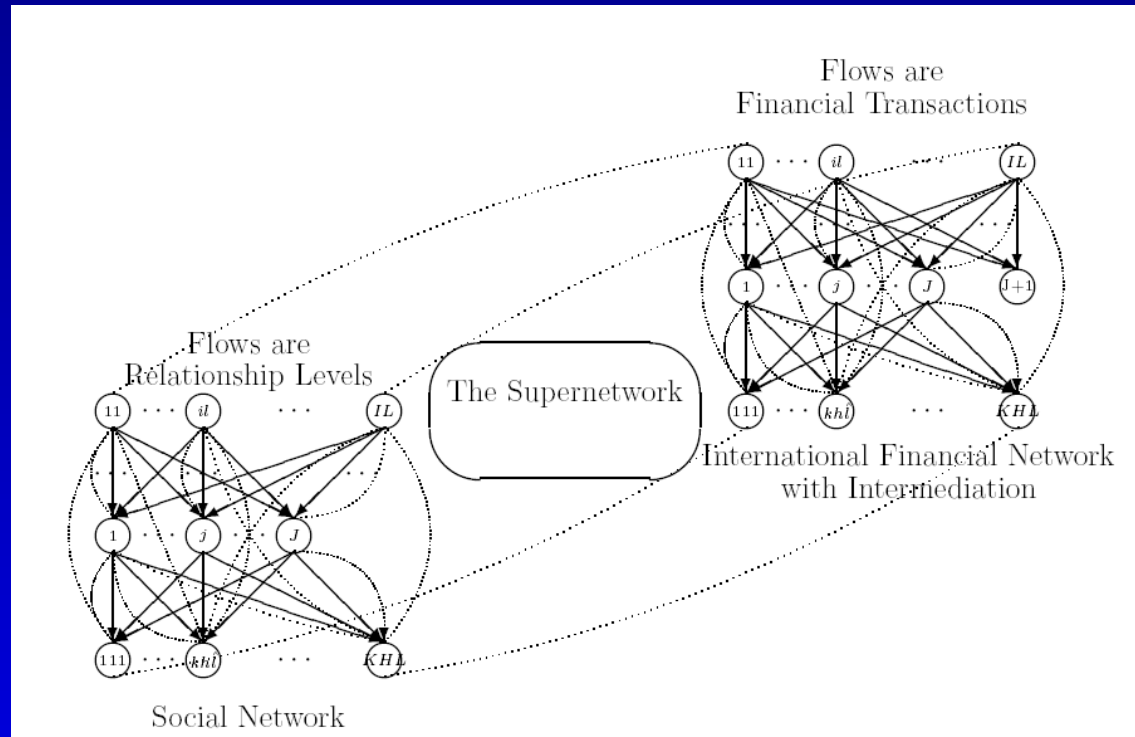 Flows are
Financial Transactions
11 · · · il · · · IL
1 · · · j · · · J J+1
111 · · · khl̂ · · · KHL
International Financial Network
with Intermediation
The Supernetwork
Flows are
Relationship Levels
11 · · · il · · · IL
1 · · · j · · · J
111 · · · khl̂ · · · KHL
Social Network